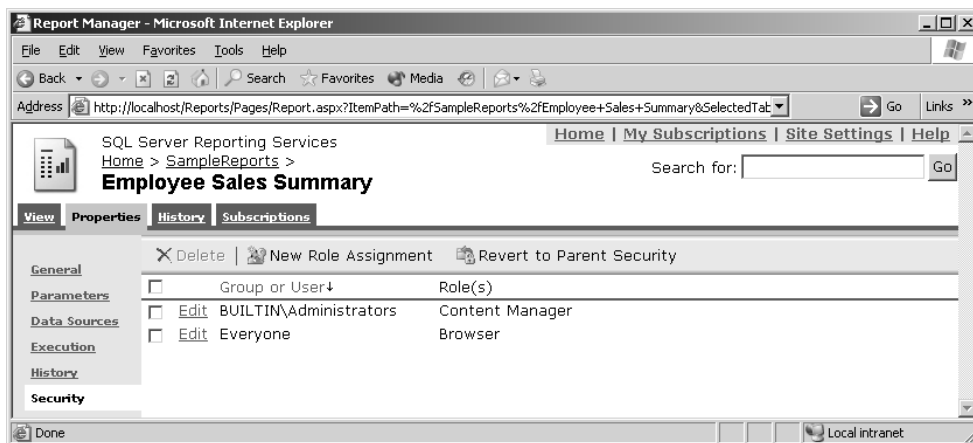 Report Manager - Microsoft Internet Explorer
File Edit View Favorites Tools Help
Back Search Favorites Media
Address http://localhost/Reports/Pages/Report.aspx?ItemPath=%2fSampleReports%2fEmployee+Sales+Summary&SelectedTab Go Links »
Home | My Subscriptions | Site Settings | Help
SQL Server Reporting Services
Home > SampleReports >
Search for: Go
Employee Sales Summary
View Properties History Subscriptions
Delete | New Role Assignment Revert to Parent Security
General
Parameters
Data Sources
Execution
History
Security
Group or User↓ Role(s)
Edit BUILTIN\Administrators Content Manager
Edit Everyone Browser
Done Local intranet